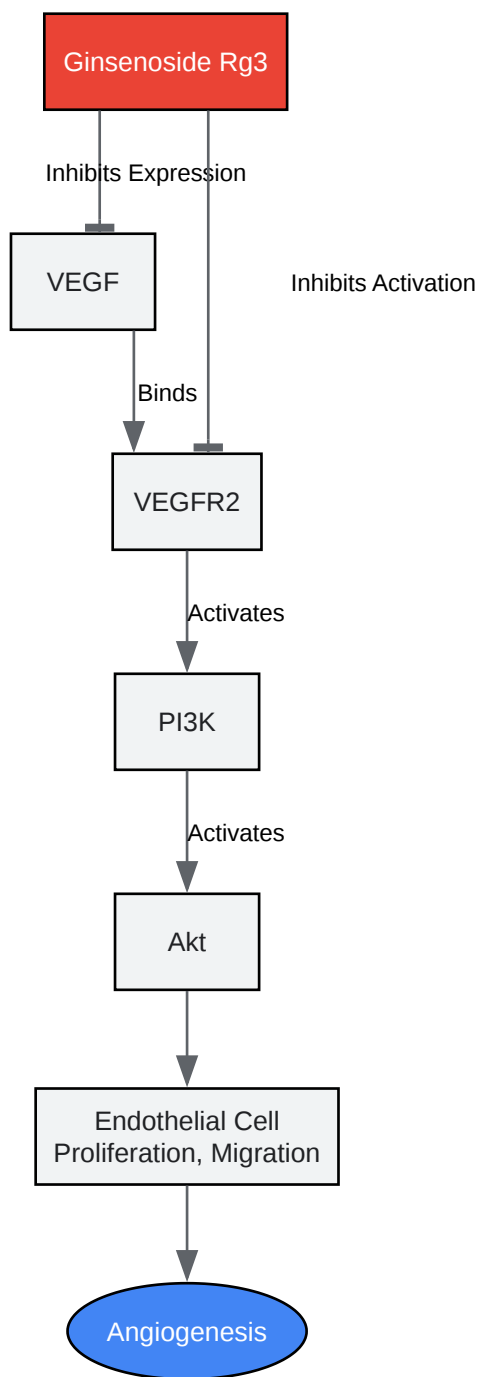 Ginsenoside Rg3
Inhibits Expression
VEGF
Inhibits Activation
Binds
VEGFR2
Activates
PI3K
Activates
Akt
Endothelial Cell
Proliferation, Migration
Angiogenesis